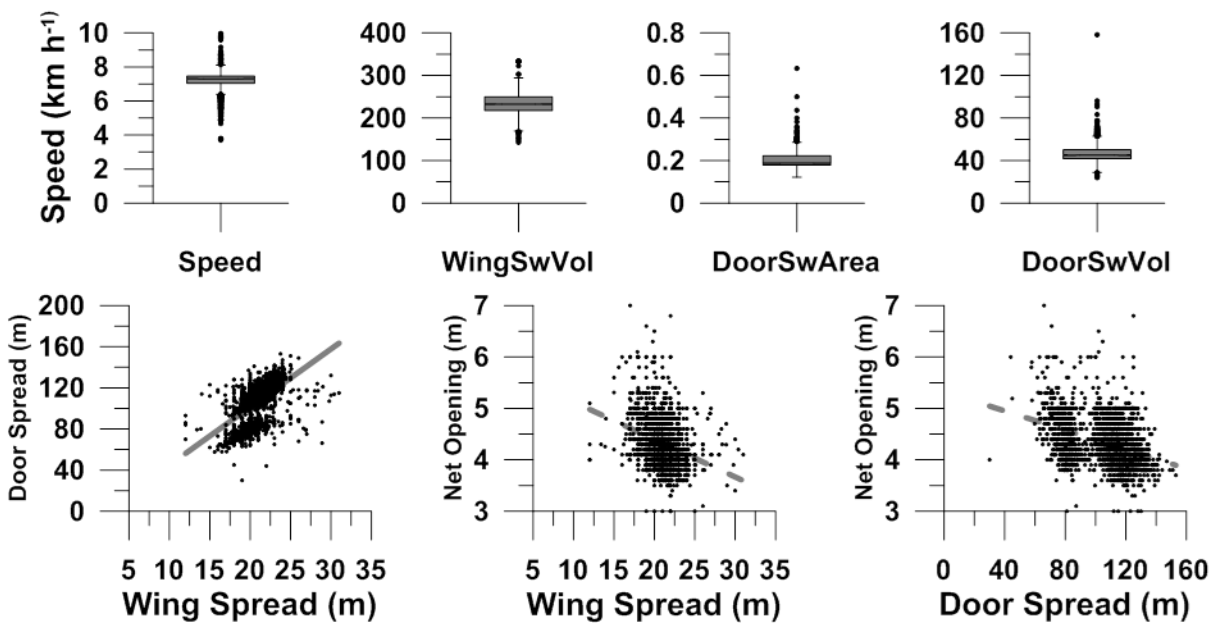 Speed (km h⁻¹)
10
8
6
4
2
0
Speed
400
300
200
100
0
WingSwVol
0.8
0.6
0.4
0.2
0
DoorSwArea
160
120
80
40
0
DoorSwVol
Door Spread (m)
200
160
120
80
40
0
5 10 15 20 25 30 35
Wing Spread (m)
Net Opening (m)
7
6
5
4
3
5 10 15 20 25 30 35
Wing Spread (m)
Net Opening (m)
7
6
5
4
3
0 40 80 120 160
Door Spread (m)